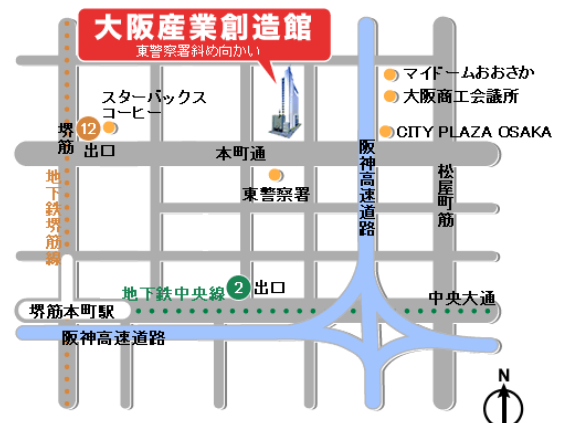 大阪産業創造館
東警察署斜め向かい
マイドームおおさか
大阪商工会議所
スターバックス
コーヒー
CITY PLAZA OSAKA
堺筋
12
出口
本町通
阪神高速道路
松屋町筋
東警察署
地下鉄堺筋線
地下鉄中央線
2
出口
中央大通
堺筋本町駅
阪神高速道路
N